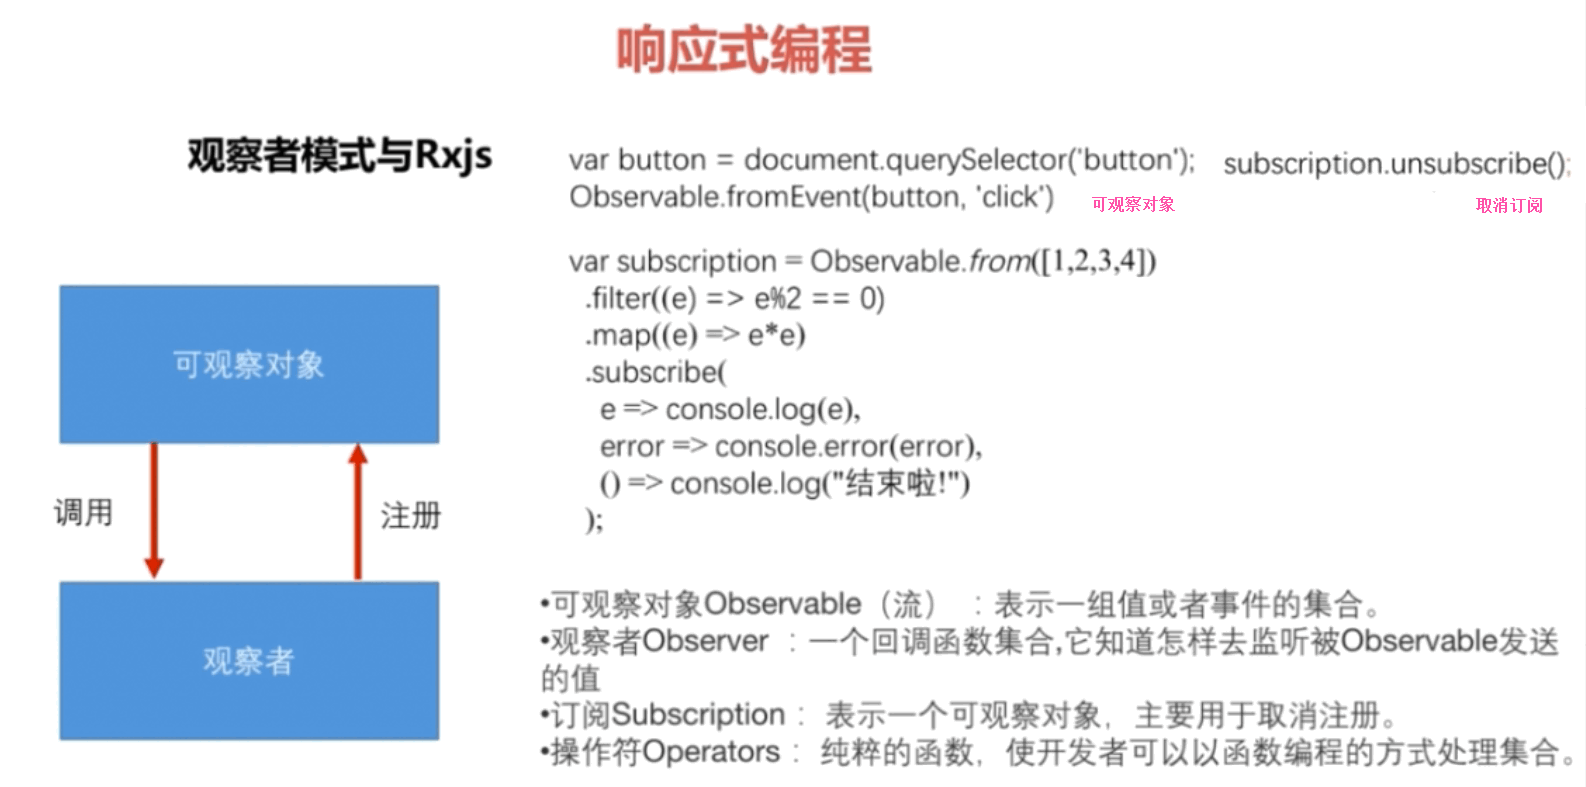 响应式编程
观察者模式与Rxjs
var button = document.querySelector('button');
subscription.unsubscribe();
Observable.fromEvent(button, 'click')
可观察对象
取消订阅
var subscription = Observable.from([1,2,3,4])
.filter((e) => e%2 == 0)
.map((e) => e*e)
.subscribe(
e => console.log(e),
error => console.error(error),
() => console.log("结束啦!")
);
可观察对象
调用
注册
观察者
•可观察对象Observable（流）：表示一组值或者事件的集合。
•观察者Observer ：一个回调函数集合,它知道怎样去监听被Observable发送
的值
•订阅Subscription： 表示一个可观察对象，主要用于取消注册。
•操作符Operators： 纯粹的函数，使开发者可以以函数编程的方式处理集合。